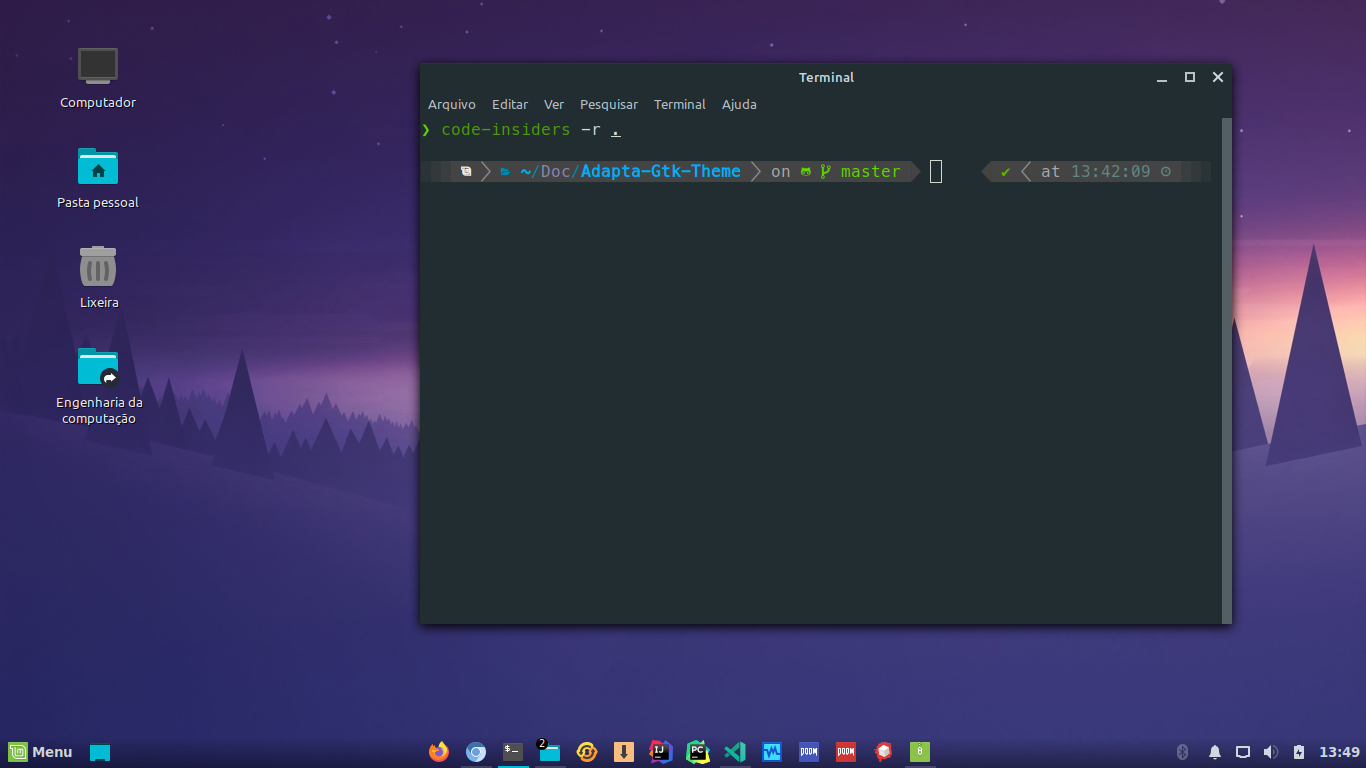 Computador
Pasta pessoal
Lixeira
Engenharia da
computação
Terminal
Arquivo Editar Ver Pesquisar Terminal Ajuda
❯ code-insiders -r .
~/Doc/Adapta-Gtk-Theme on master ✔ at 13:42:09
Menu
$_
2
IJ
PC
DOOM
DOOM
8
13:49